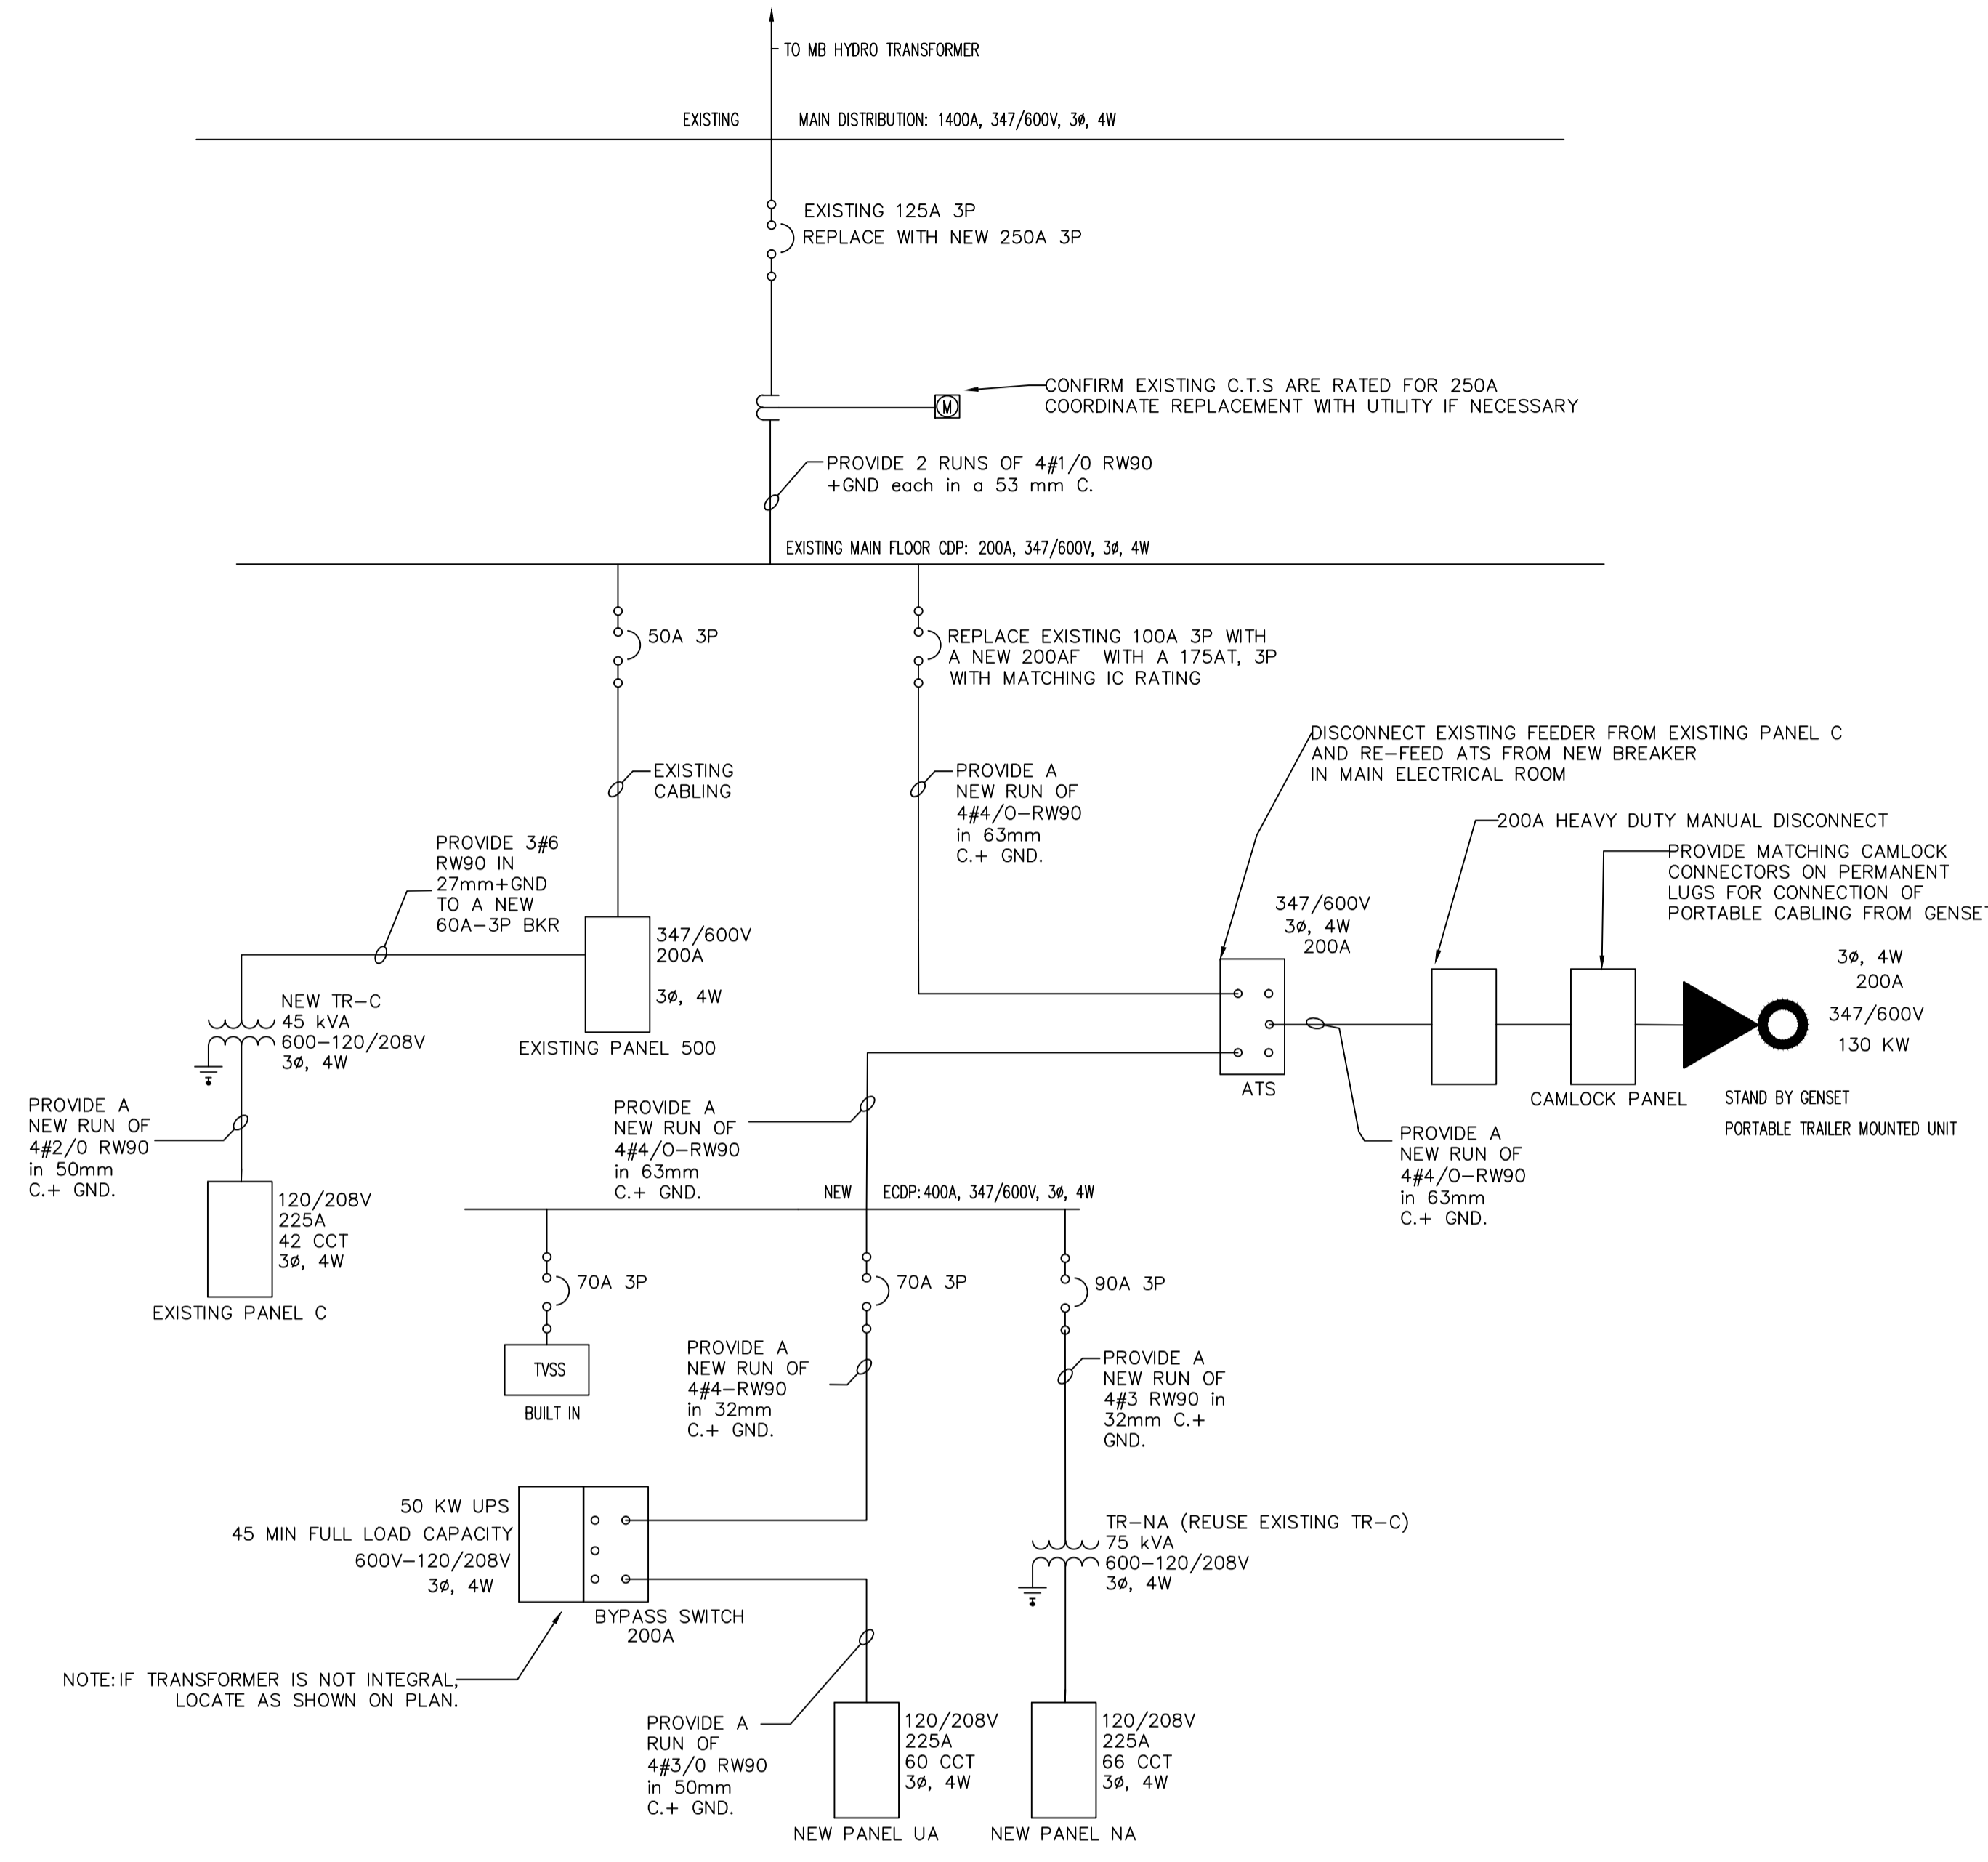 TO MB HYDRO TRANSFORMER
EXISTING MAIN DISTRIBUTION: 1400A, 347/600V, 3ø, 4W
EXISTING 125A 3P
REPLACE WITH NEW 250A 3P
M
CONFIRM EXISTING C.T.S ARE RATED FOR 250A
COORDINATE REPLACEMENT WITH UTILITY IF NECESSARY
PROVIDE 2 RUNS OF 4#1/0 RW90
+GND each in a 53 mm C.
EXISTING MAIN FLOOR CDP: 200A, 347/600V, 3ø, 4W
50A 3P
REPLACE EXISTING 100A 3P WITH
A NEW 200AF WITH A 175AT, 3P
WITH MATCHING IC RATING
EXISTING
CABLING
PROVIDE A
NEW RUN OF
4#4/0-RW90
in 63mm
C.+ GND.
DISCONNECT EXISTING FEEDER FROM EXISTING PANEL C
AND RE-FEED ATS FROM NEW BREAKER
IN MAIN ELECTRICAL ROOM
200A HEAVY DUTY MANUAL DISCONNECT
PROVIDE MATCHING CAMLOCK
CONNECTORS ON PERMANENT
LUGS FOR CONNECTION OF
PORTABLE CABLING FROM GENSET
PROVIDE 3#6
RW90 IN
27mm+GND
TO A NEW
60A-3P BKR
347/600V
200A
3ø, 4W
EXISTING PANEL 500
347/600V
3ø, 4W
200A
ATS
3ø, 4W
200A
347/600V
130 KW
CAMLOCK PANEL
STAND BY GENSET
PORTABLE TRAILER MOUNTED UNIT
NEW TR-C
45 kVA
600-120/208V
3ø, 4W
PROVIDE A
NEW RUN OF
4#2/0 RW90
in 50mm
C.+ GND.
120/208V
225A
42 CCT
3ø, 4W
EXISTING PANEL C
PROVIDE A
NEW RUN OF
4#4/0-RW90
in 63mm
C.+ GND.
PROVIDE A
NEW RUN OF
4#4/0-RW90
in 63mm
C.+ GND.
NEW ECDP: 400A, 347/600V, 3ø, 4W
70A 3P
70A 3P
90A 3P
TVSS
BUILT IN
PROVIDE A
NEW RUN OF
4#4-RW90
in 32mm
C.+ GND.
PROVIDE A
NEW RUN OF
4#3 RW90 in
32mm C.+
GND.
50 KW UPS
45 MIN FULL LOAD CAPACITY
600V-120/208V
3ø, 4W
BYPASS SWITCH
200A
TR-NA (REUSE EXISTING TR-C)
75 kVA
600-120/208V
3ø, 4W
NOTE: IF TRANSFORMER IS NOT INTEGRAL,
LOCATE AS SHOWN ON PLAN.
PROVIDE A
RUN OF
4#3/0 RW90
in 50mm
C.+ GND.
120/208V
225A
60 CCT
3ø, 4W
NEW PANEL UA
120/208V
225A
66 CCT
3ø, 4W
NEW PANEL NA